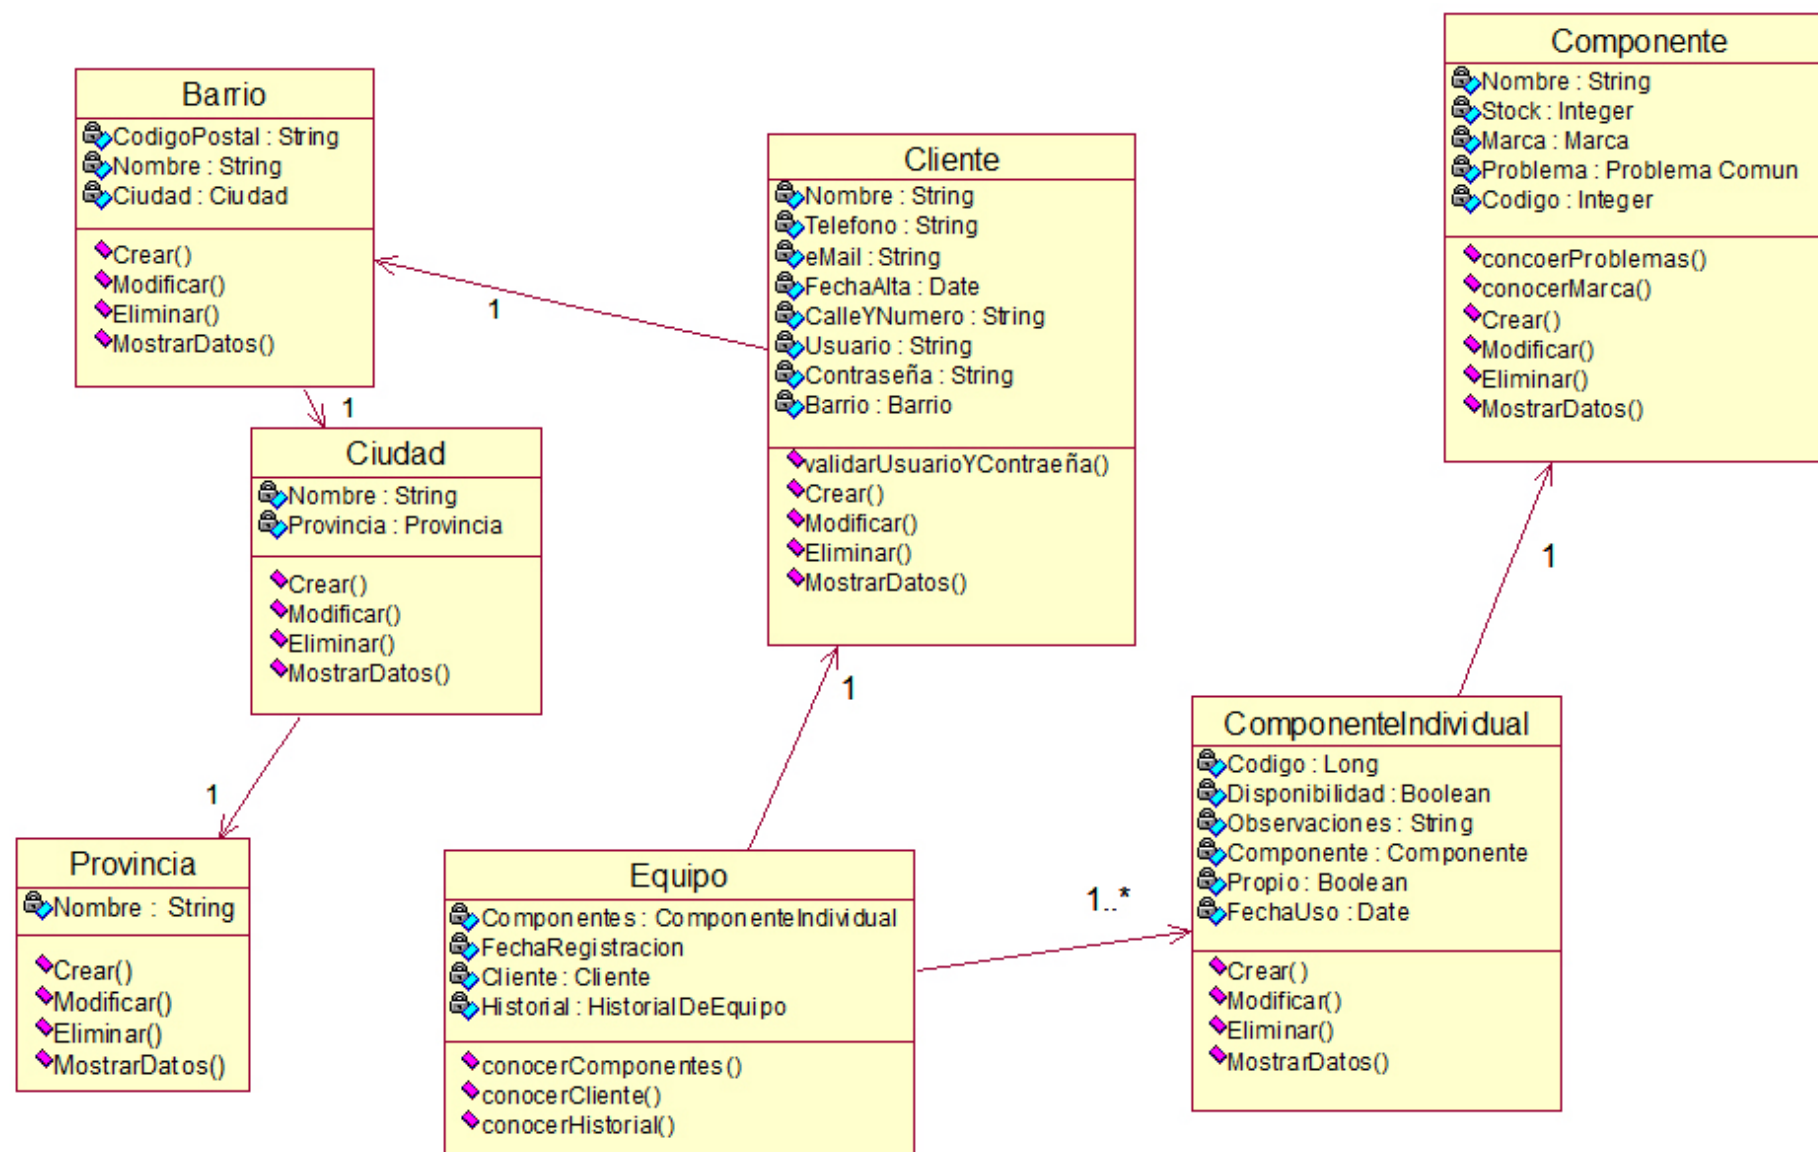 Barrio
CodigoPostal : String
Nombre : String
Ciudad : Ciudad
Crear()
Modificar()
Eliminar()
MostrarDatos()
1
Ciudad
Nombre : String
Provincia : Provincia
Crear()
Modificar()
Eliminar()
MostrarDatos()
1
Provincia
Nombre : String
Crear()
Modificar()
Eliminar()
MostrarDatos()
1
Cliente
Nombre : String
Telefono : String
eMail : String
FechaAlta : Date
CalleYNumero : String
Usuario : String
Contraseña : String
Barrio : Barrio
validarUsuarioYContraeña()
Crear()
Modificar()
Eliminar()
MostrarDatos()
1
Equipo
Componentes : ComponenteIndividual
FechaRegistracion
Cliente : Cliente
Historial : HistorialDeEquipo
conocerComponentes()
conocerCliente()
conocerHistorial()
1..*
Componente
Nombre : String
Stock : Integer
Marca : Marca
Problema : Problema Comun
Codigo : Integer
concoerProblemas()
conocerMarca()
Crear()
Modificar()
Eliminar()
MostrarDatos()
1
ComponenteIndividual
Codigo : Long
Disponibilidad : Boolean
Observaciones : String
Componente : Componente
Propio : Boolean
FechaUso : Date
Crear()
Modificar()
Eliminar()
MostrarDatos()